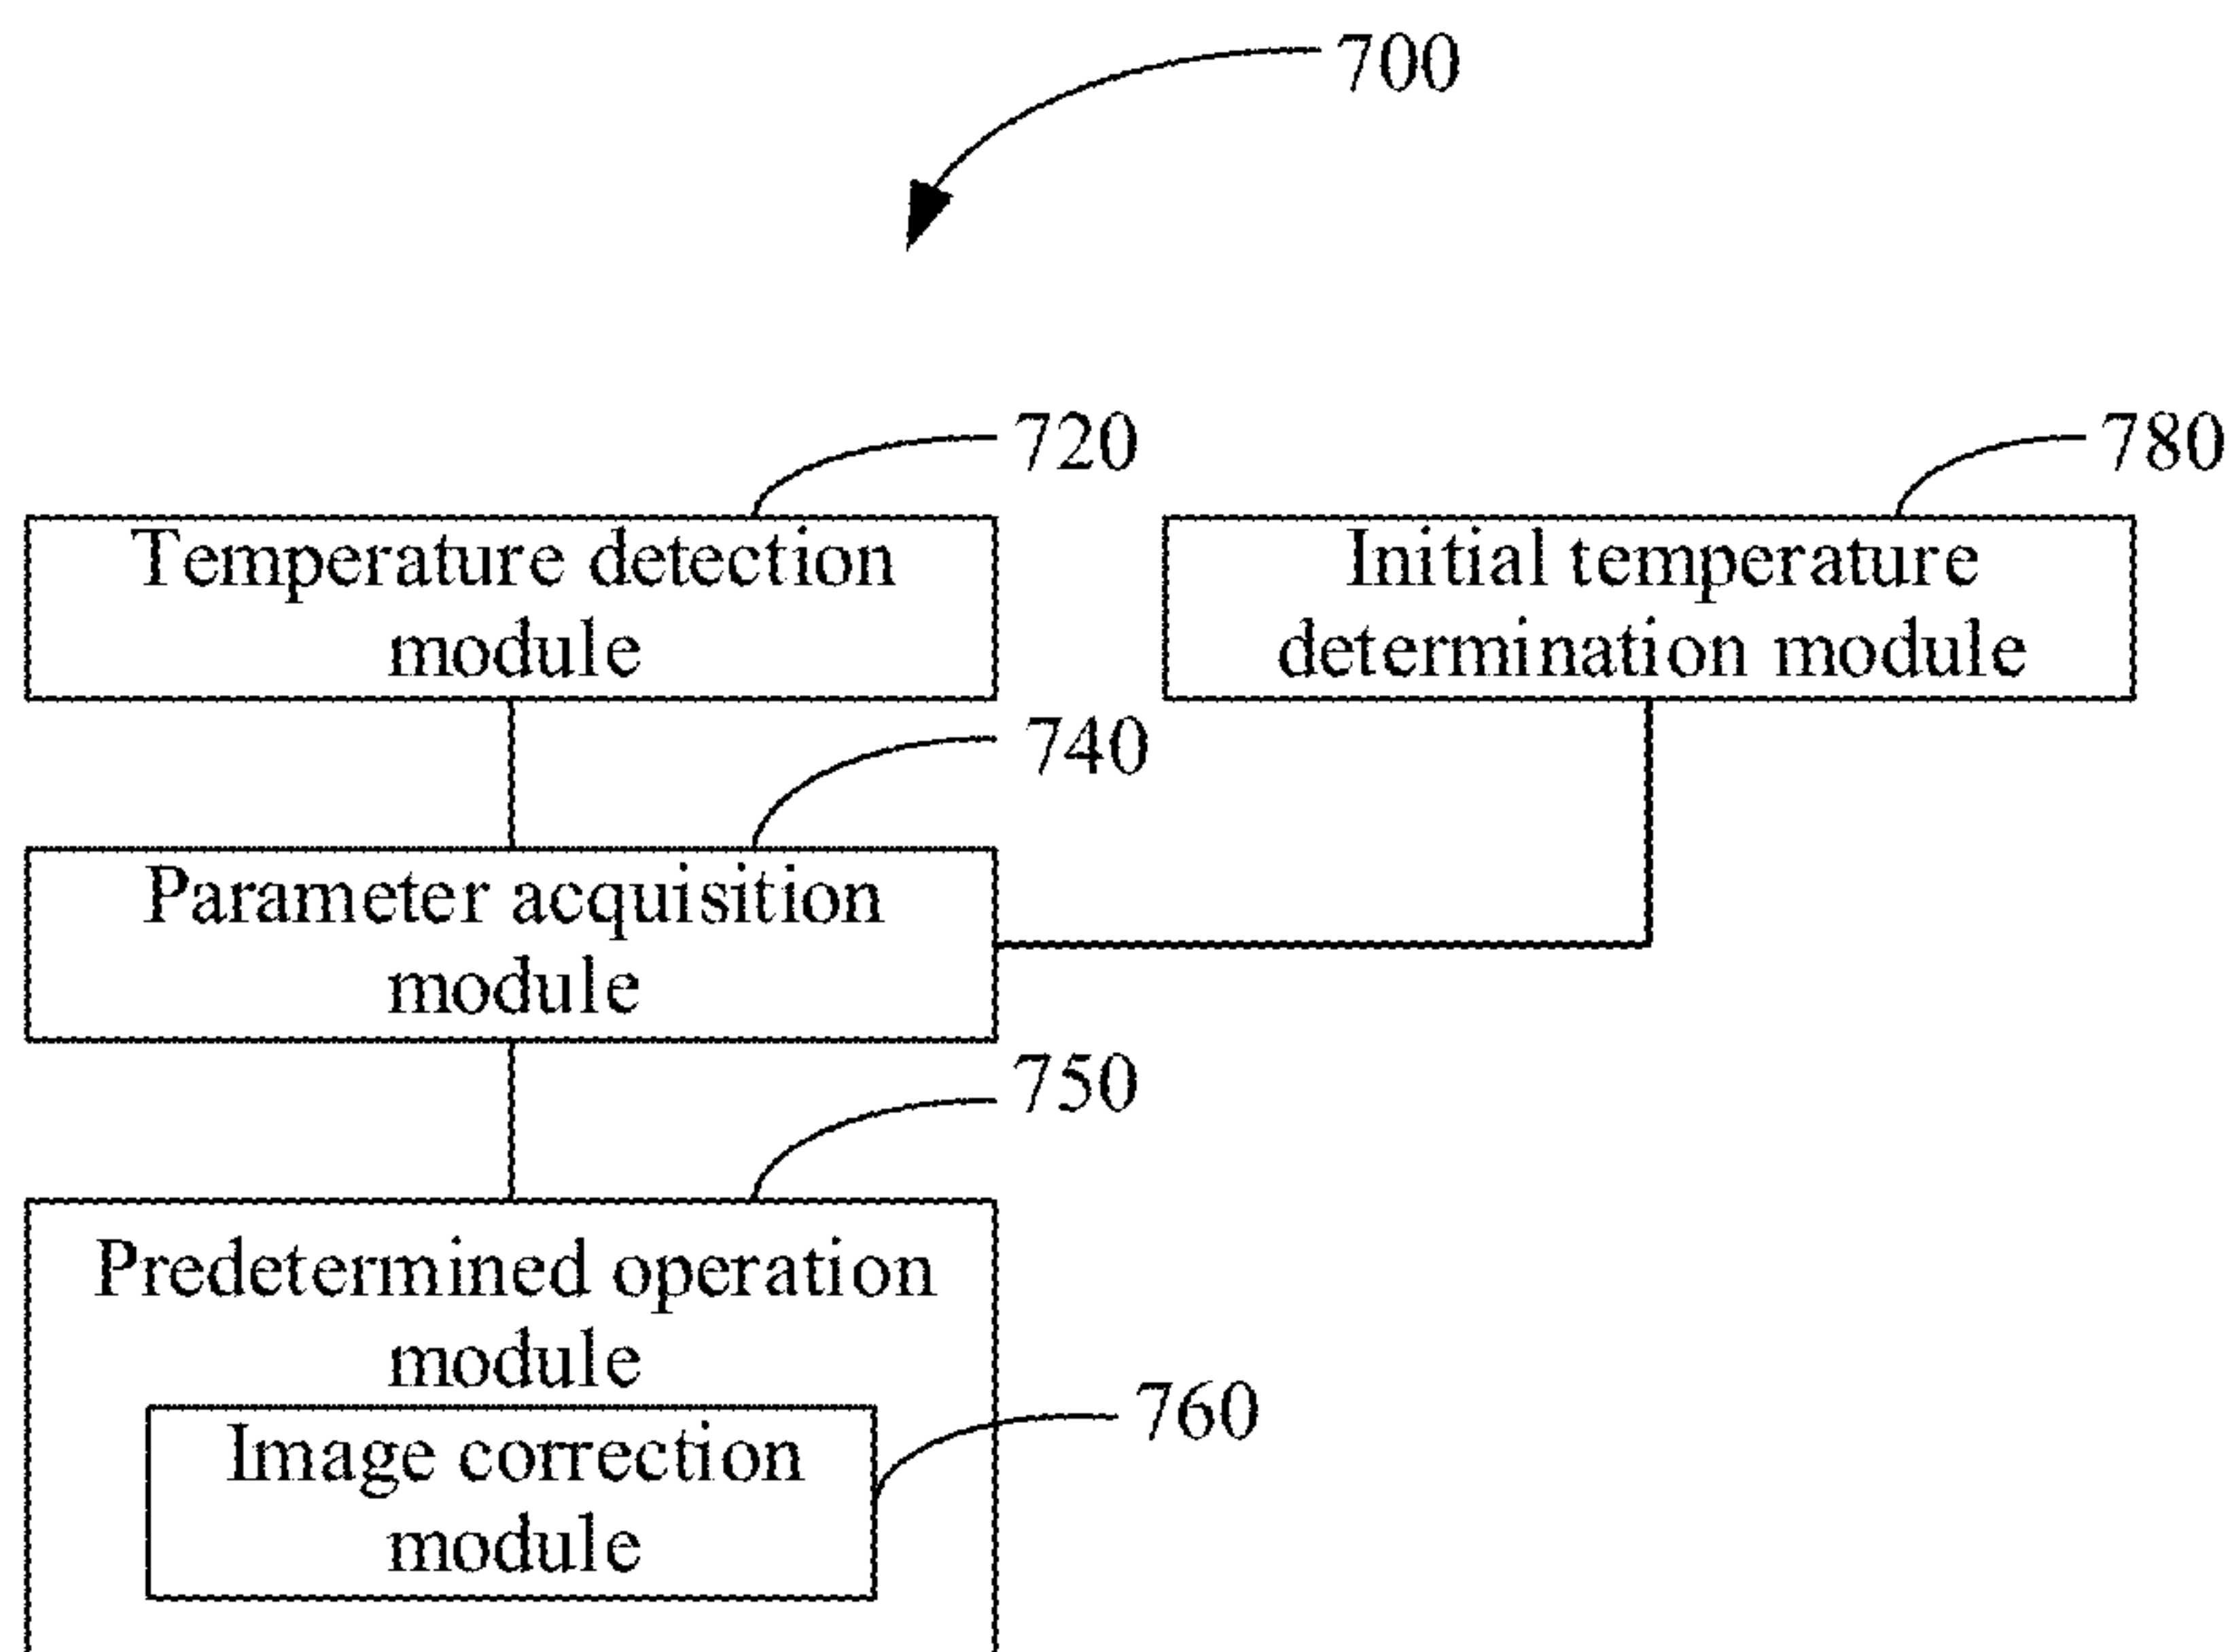 700
720
780
Temperature detection
module
Initial temperature
determination module
740
Parameter acquisition
module
750
Predetermined operation
module
760
Image correction
module